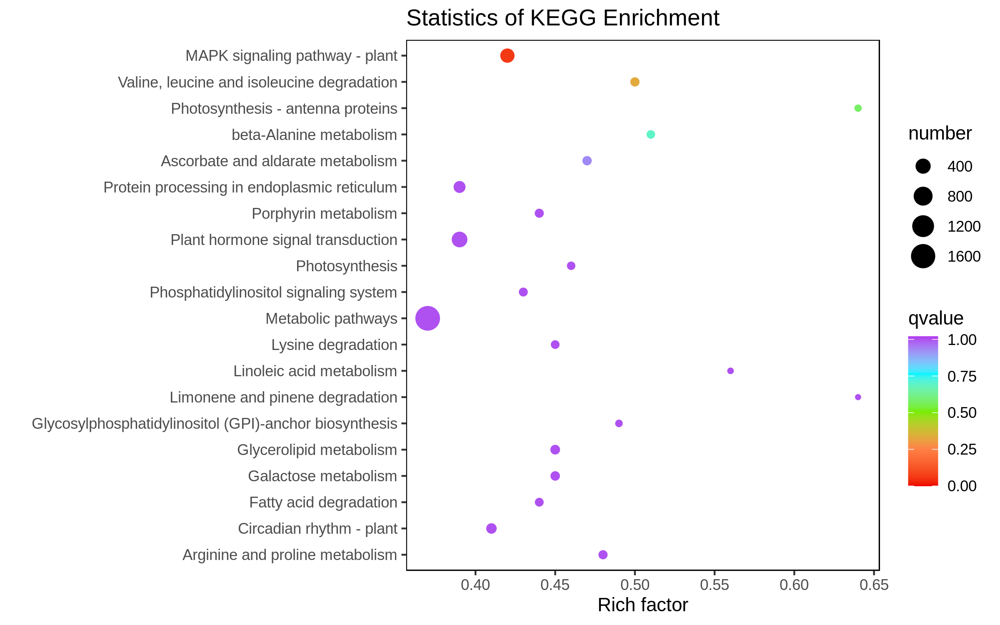 Statistics of KEGG Enrichment
MAPK signaling pathway - plant
Valine, leucine and isoleucine degradation
Photosynthesis - antenna proteins
beta-Alanine metabolism
Ascorbate and aldarate metabolism
Protein processing in endoplasmic reticulum
Porphyrin metabolism
Plant hormone signal transduction
Photosynthesis
Phosphatidylinositol signaling system
Metabolic pathways
Lysine degradation
Linoleic acid metabolism
Limonene and pinene degradation
Glycosylphosphatidylinositol (GPI)-anchor biosynthesis
Glycerolipid metabolism
Galactose metabolism
Fatty acid degradation
Circadian rhythm - plant
Arginine and proline metabolism
0.40 0.45 0.50 0.55 0.60 0.65
Rich factor
number
400
800
1200
1600
qvalue
1.00
0.75
0.50
0.25
0.00